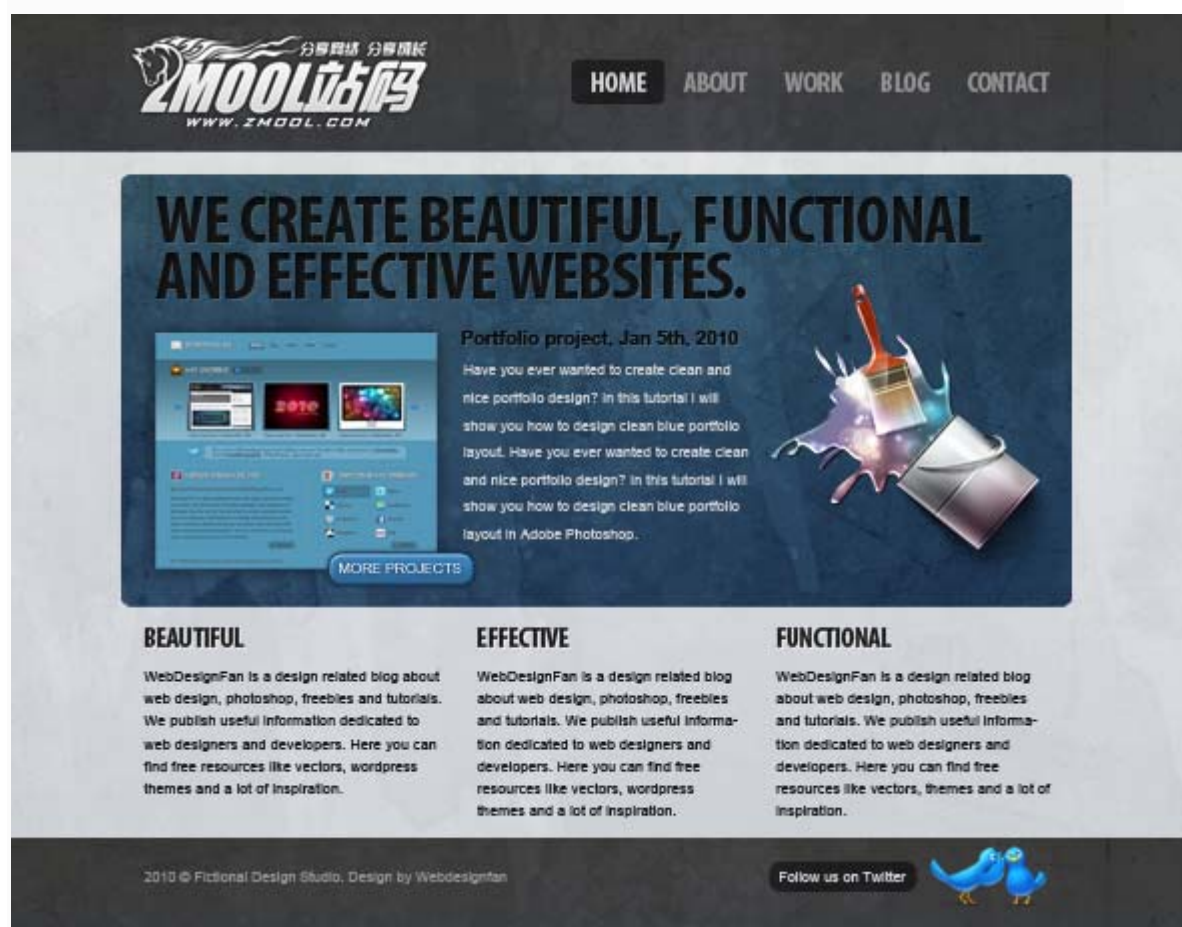 分享网络 分享成长
ZMOOL站码
WWW.ZMOOL.COM
HOME ABOUT WORK BLOG CONTACT
WE CREATE BEAUTIFUL, FUNCTIONAL
AND EFFECTIVE WEBSITES.
2010
Portfolio project, Jan 5th, 2010
Have you ever wanted to create clean and
nice portfolio design? In this tutorial I will
show you how to design clean blue portfolio
layout. Have you ever wanted to create clean
and nice portfolio design? In this tutorial I will
show you how to design clean blue portfolio
layout in Adobe Photoshop.
MORE PROJECTS
BEAUTIFUL
WebDesignFan is a design related blog about
web design, photoshop, freebies and tutorials.
We publish useful information dedicated to
web designers and developers. Here you can
find free resources like vectors, wordpress
themes and a lot of inspiration.
EFFECTIVE
WebDesignFan is a design related blog
about web design, photoshop, freebies
and tutorials. We publish useful informa-
tion dedicated to web designers and
developers. Here you can find free
resources like vectors, wordpress
themes and a lot of inspiration.
FUNCTIONAL
WebDesignFan is a design related blog
about web design, photoshop, freebies
and tutorials. We publish useful informa-
tion dedicated to web designers and
developers. Here you can find free
resources like vectors, themes and a lot of
inspiration.
2010 © Fictional Design Studio. Design by Webdesignfan
Follow us on Twitter